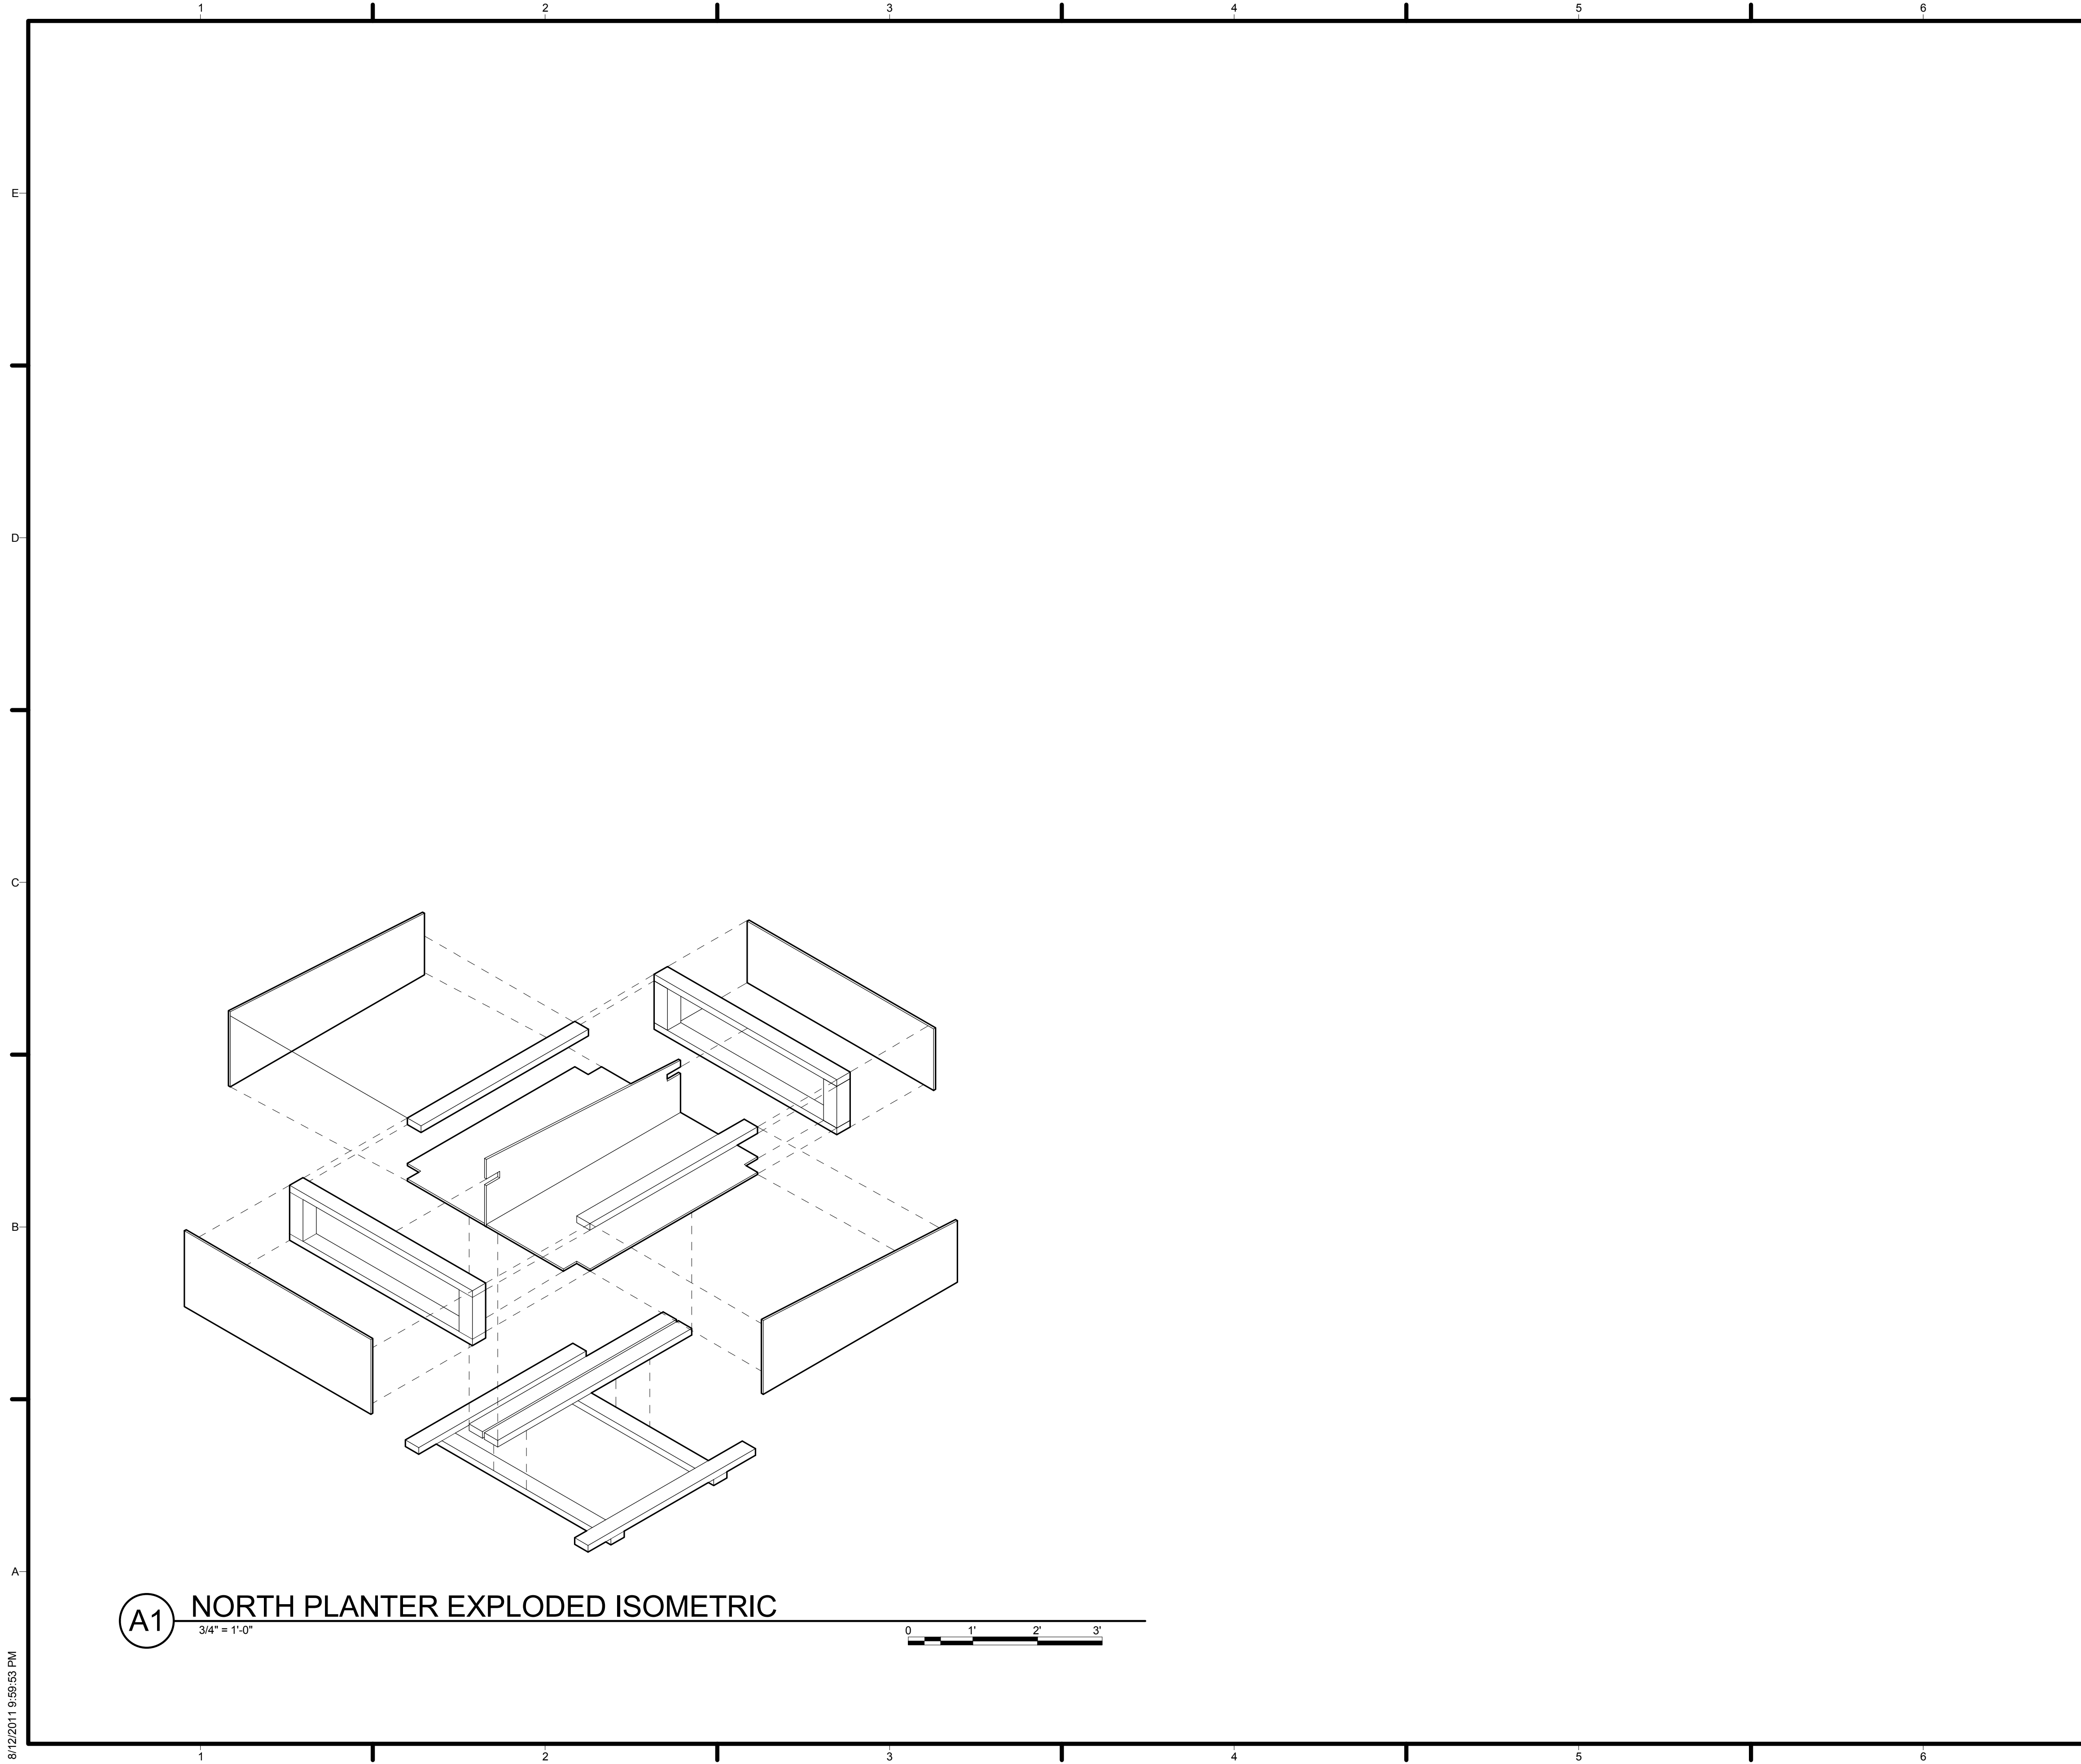 1 2 3 4 5 6
E
D
C
B
A
A1 NORTH PLANTER EXPLODED ISOMETRIC
3/4" = 1'-0"
0 1' 2' 3'
8/12/2011 9:59:53 PM
1 2 3 4 5 6